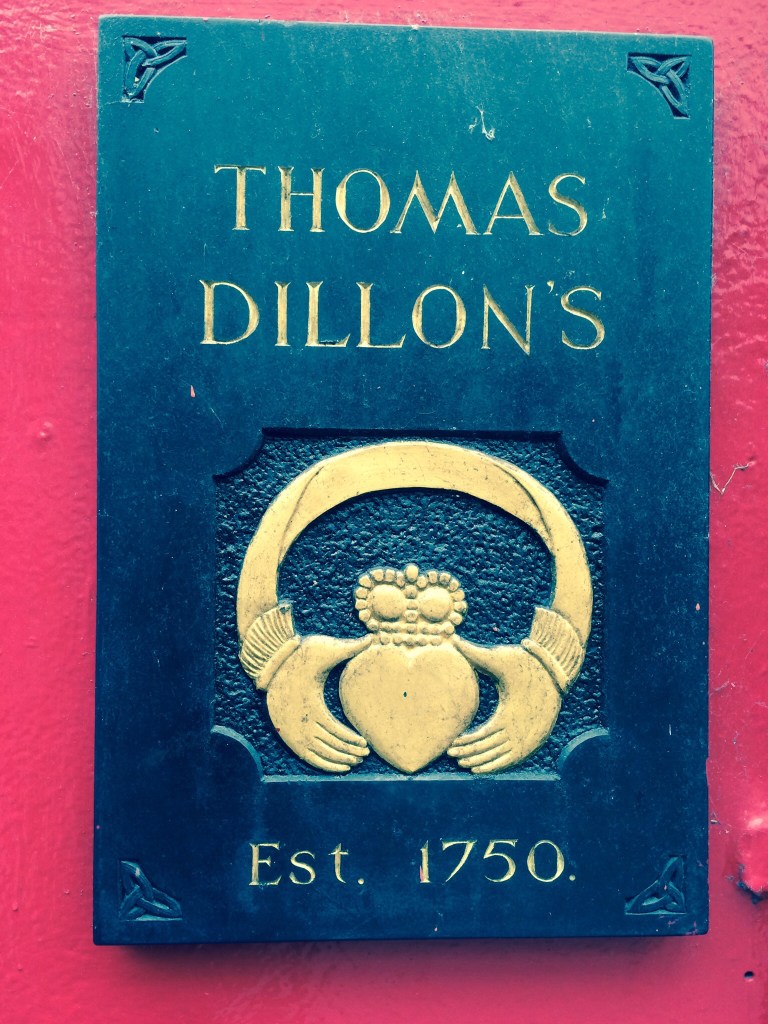 THOMAS
DILLON'S
Est. 1750.